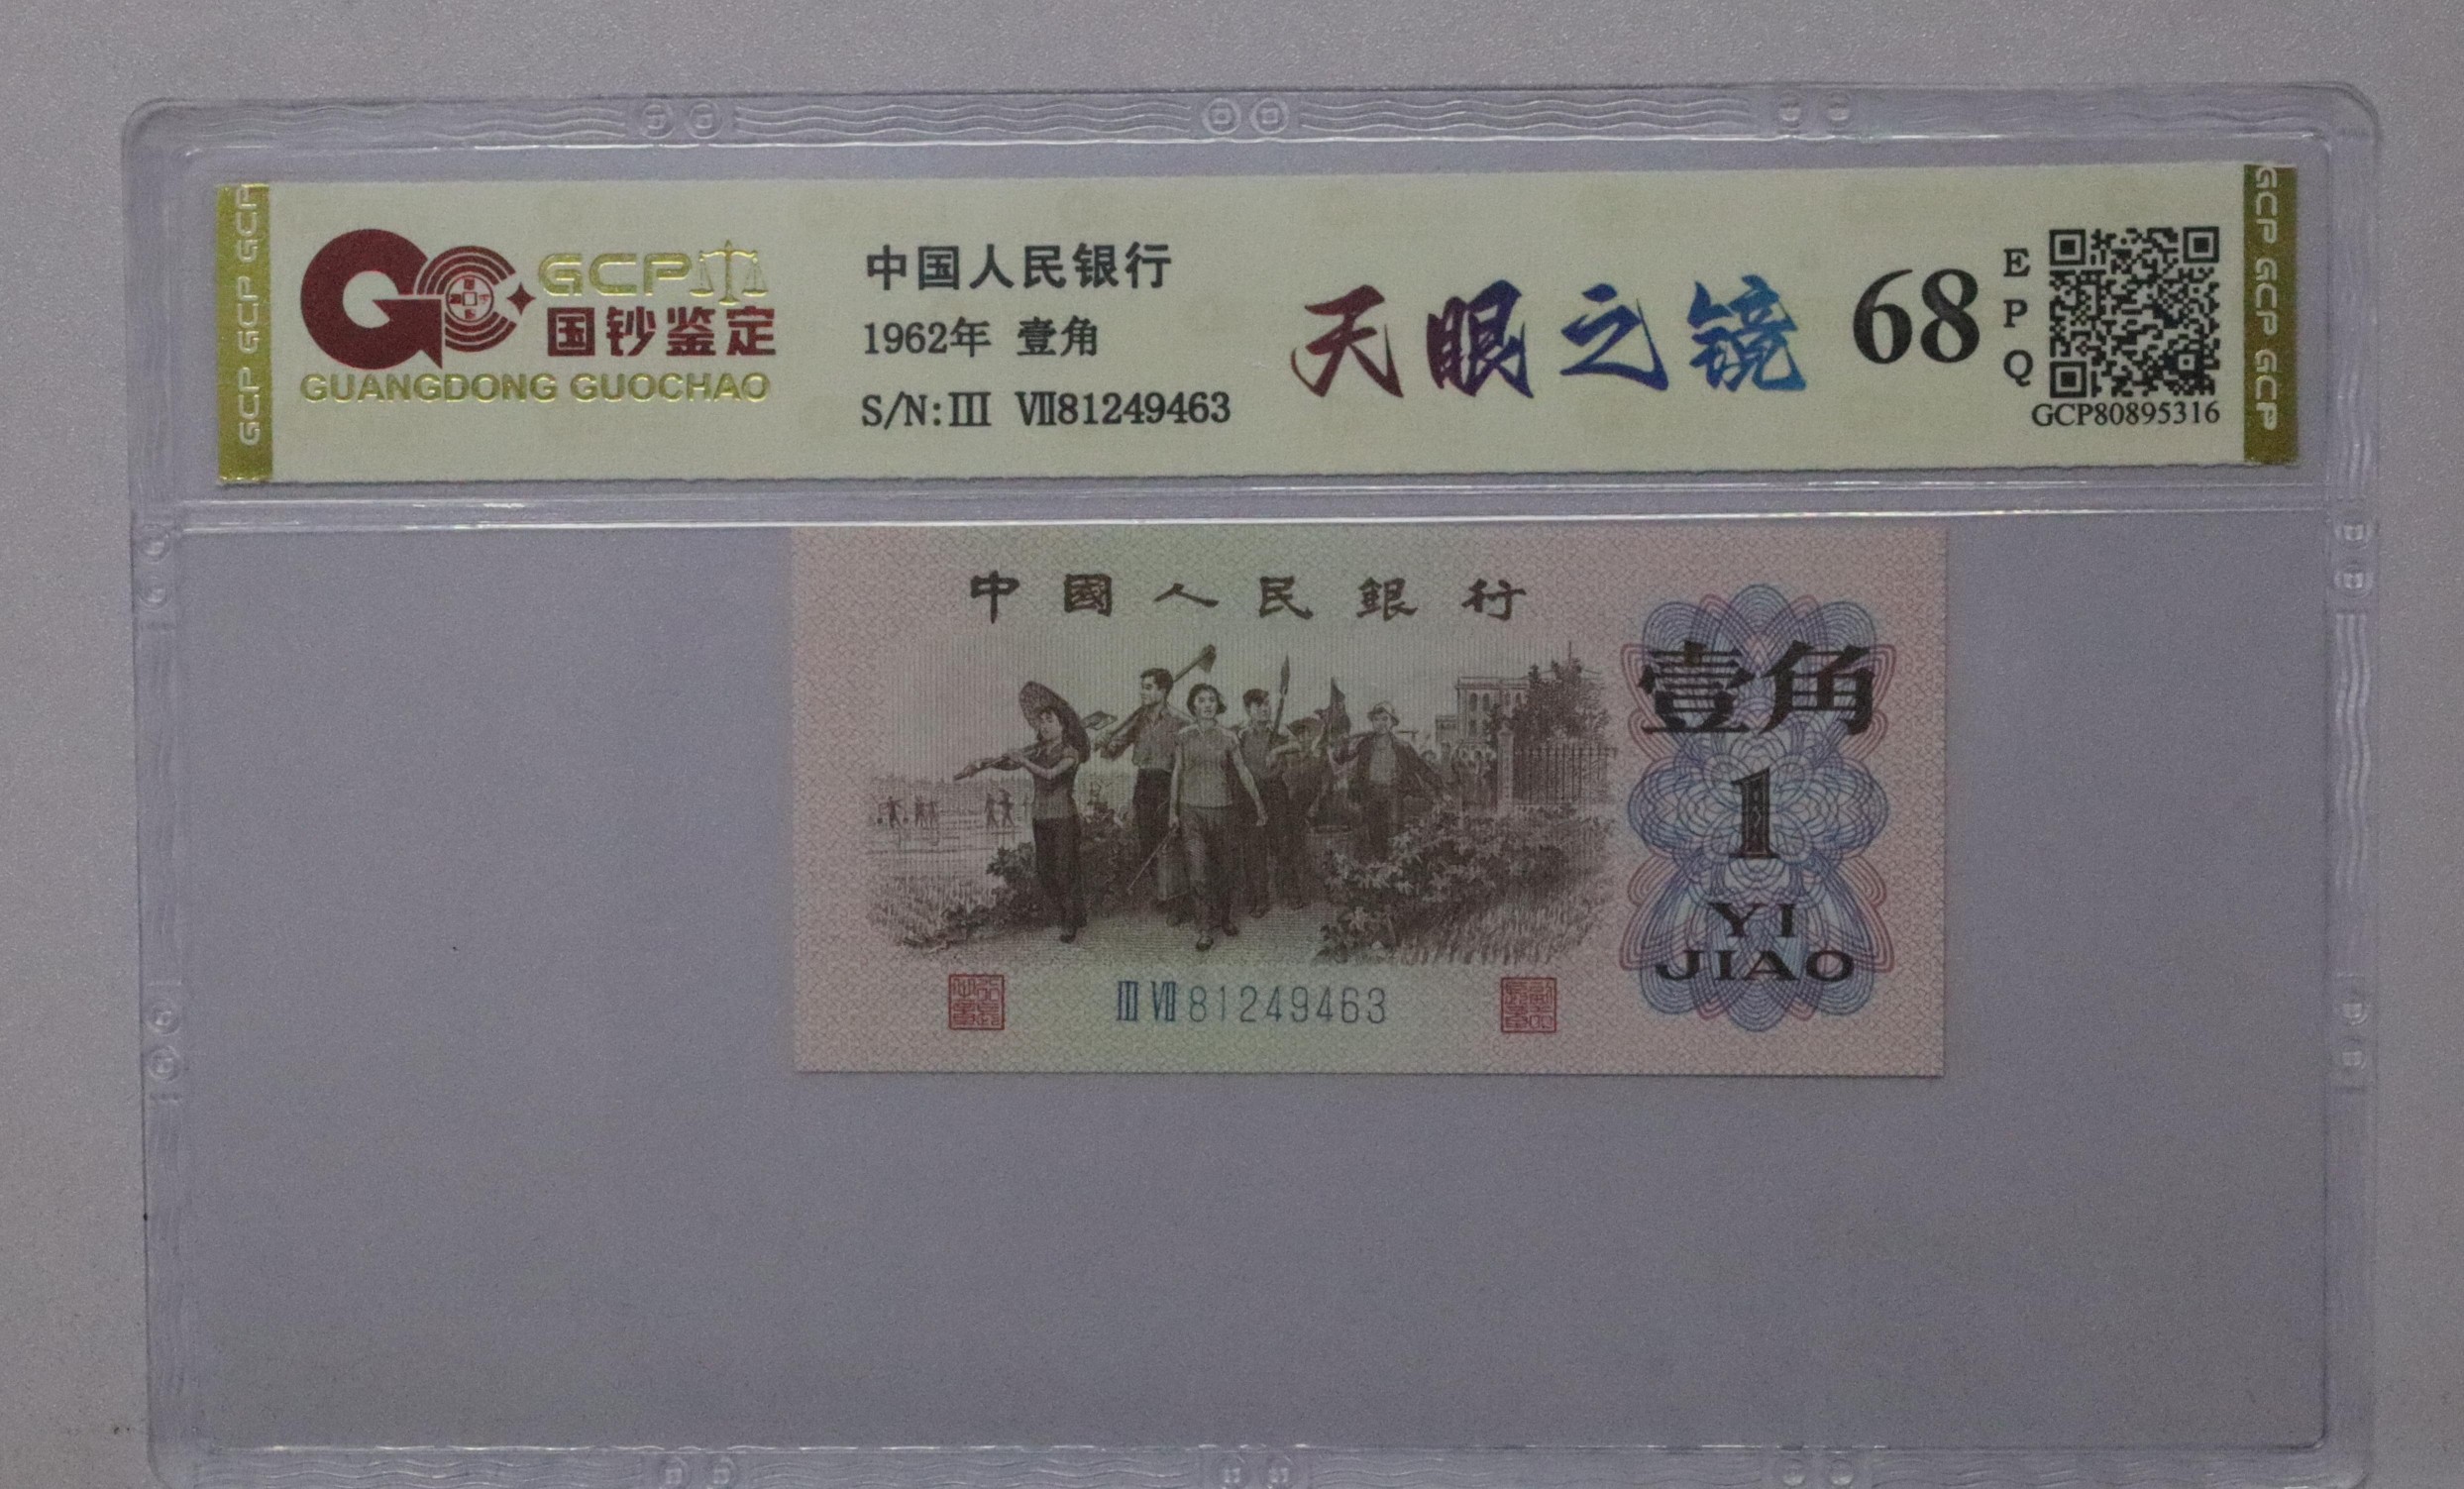 GCP GCP GCP
GCP
国钞鉴定
GUANGDONG GUOCHAO
中国人民银行
1962年 壹角
S/N:Ⅲ Ⅶ81249463
天眼之镜
68
E
P
Q
GCP80895316
GCP GCP GCP
中國人民銀行
壹角
1
YI
JIAO
Ⅲ Ⅶ 81249463